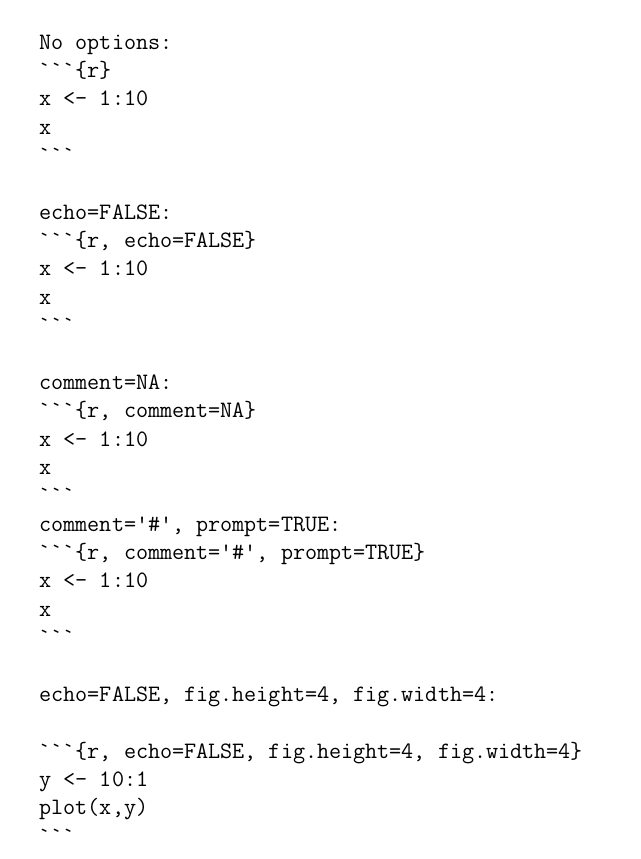 No options:
```{r}
x <- 1:10
x
```
echo=FALSE:
```{r, echo=FALSE}
x <- 1:10
x
```
comment=NA:
```{r, comment=NA}
x <- 1:10
x
```
comment='#', prompt=TRUE:
```{r, comment='#', prompt=TRUE}
x <- 1:10
x
```
echo=FALSE, fig.height=4, fig.width=4:
```{r, echo=FALSE, fig.height=4, fig.width=4}
y <- 10:1
plot(x,y)
```